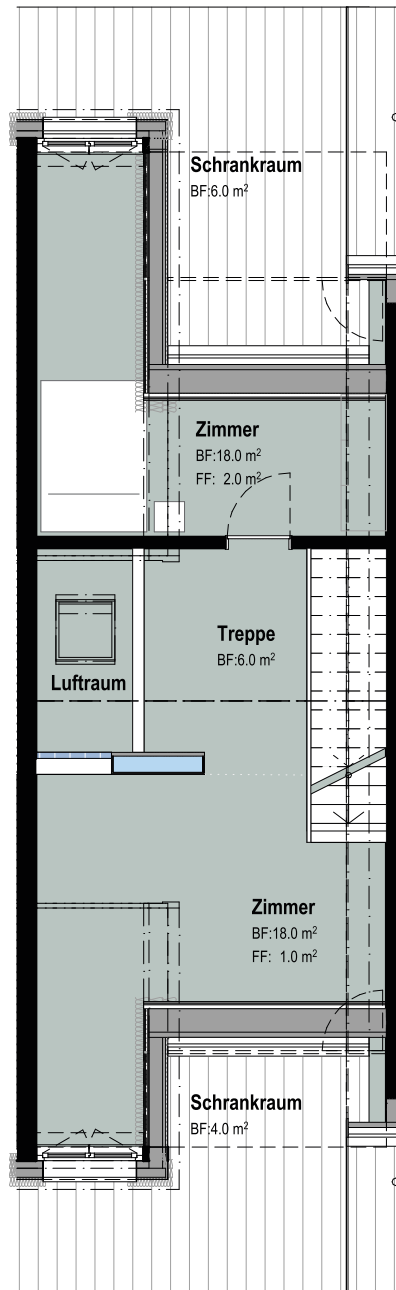 Schrankraum
BF:6.0 m²
Zimmer
BF:18.0 m²
FF: 2.0 m²
Treppe
BF:6.0 m²
Luftraum
Zimmer
BF:18.0 m²
FF: 1.0 m²
Schrankraum
BF:4.0 m²